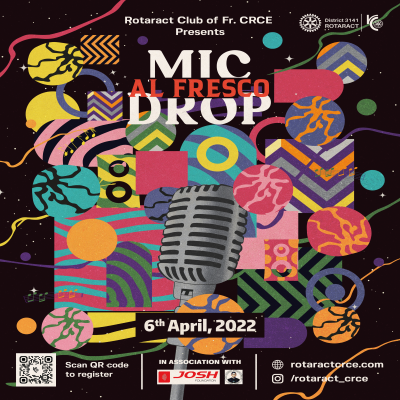 Rotaract Club of Fr. CRCE
Presents
District 3141
ROTARACT
MIC
AL FRESCO
DROP
6th April, 2022
Scan QR code
to register
IN ASSOCIATION WITH
JOSH
FOUNDATION
rotaractcrce.com
/rotaract_crce